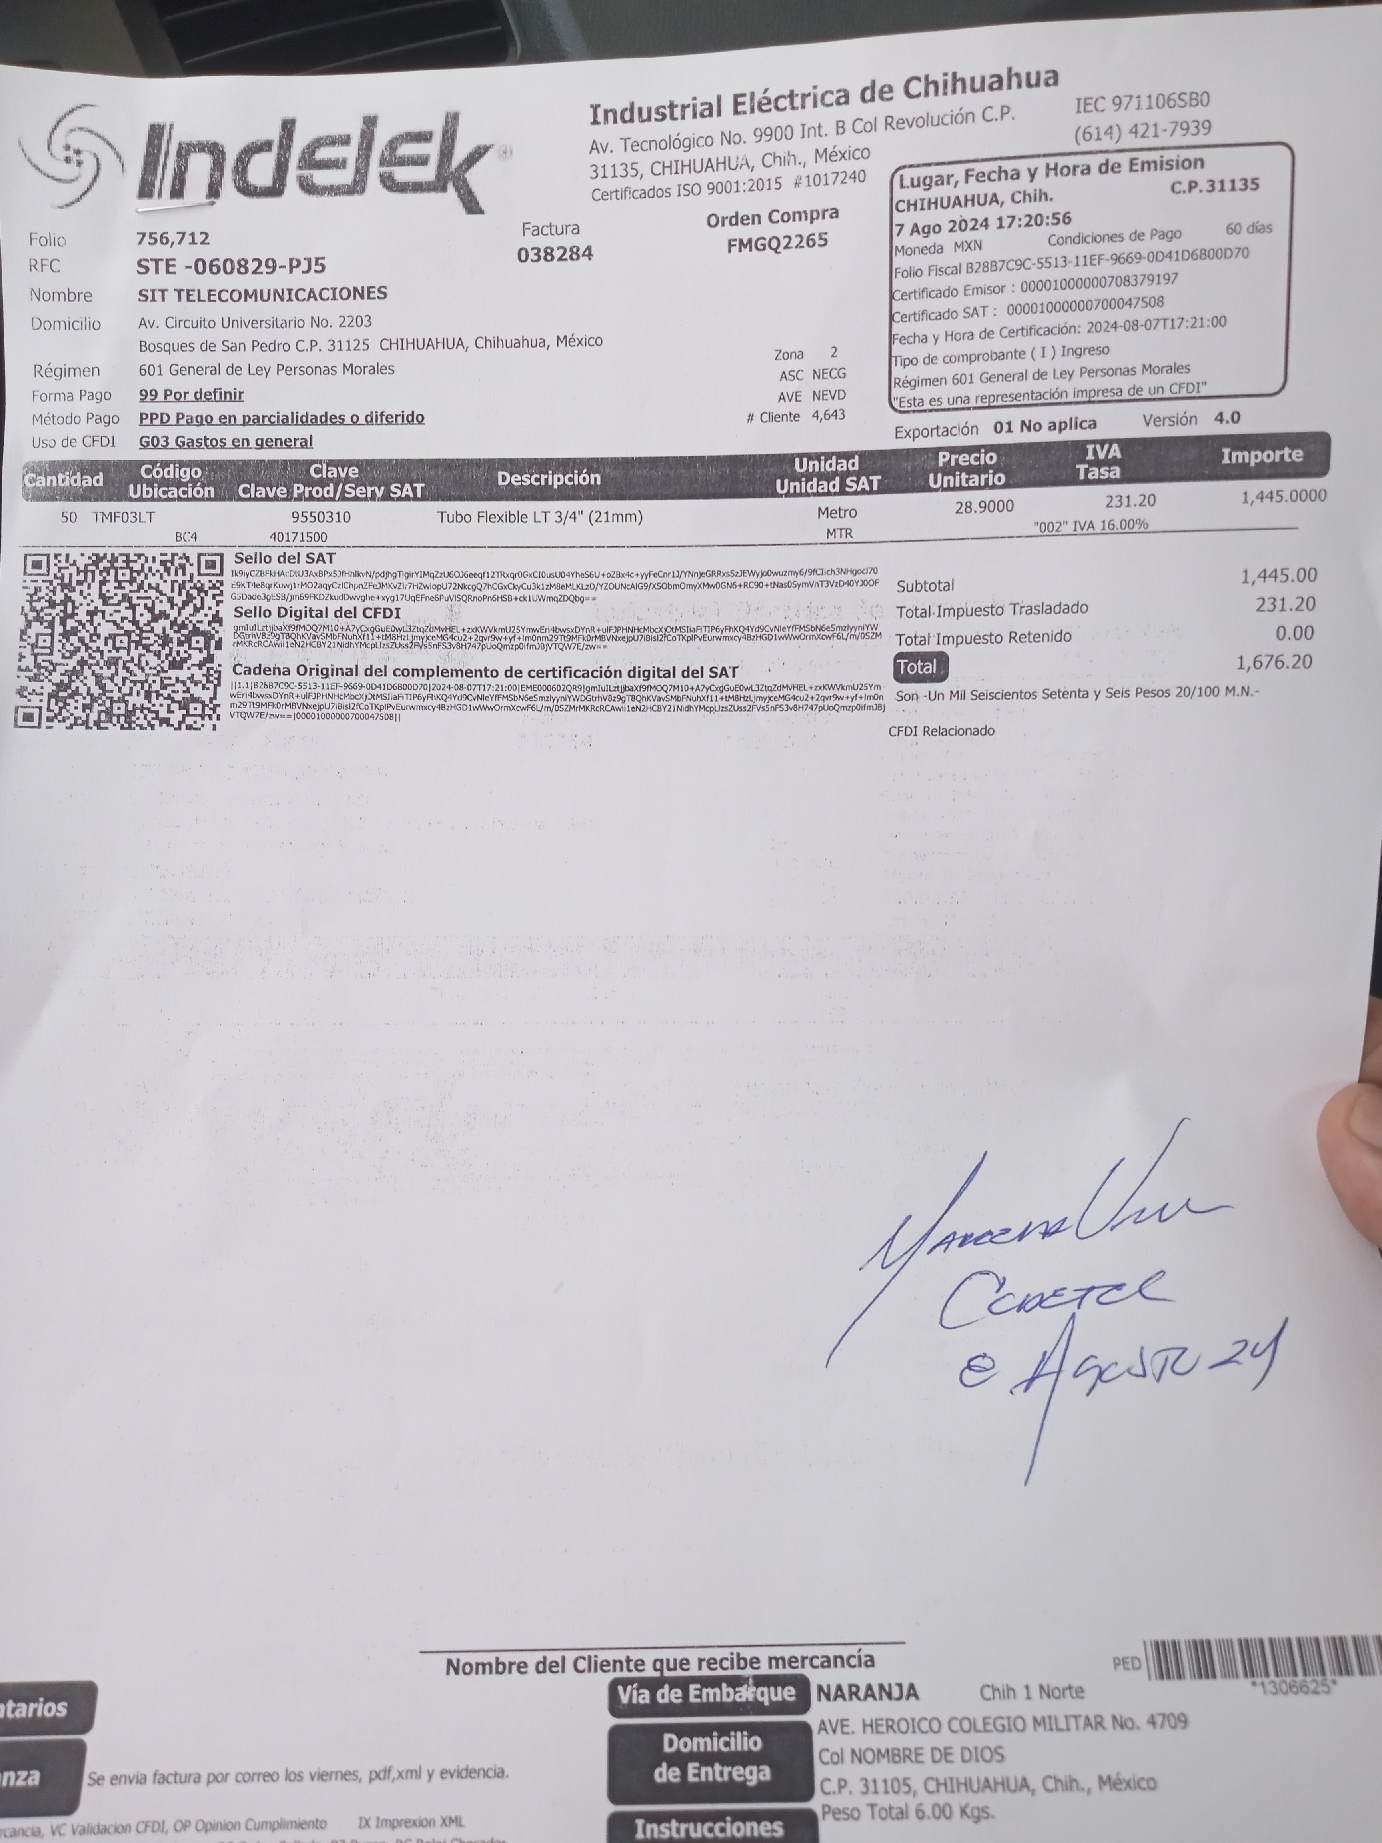 Indelek
Industrial Eléctrica de Chihuahua
IEC 971106SB0
Av. Tecnológico No. 9900 Int. B Col Revolución C.P.
(614) 421-7939
31135, CHIHUAHUA, Chih., México
Certificados ISO 9001:2015 #1017240
Lugar, Fecha y Hora de Emision
CHIHUAHUA, Chih. C.P.31135
7 Ago 2024 17:20:56
Moneda MXN Condiciones de Pago 60 días
Folio Fiscal B28B7C9C-5513-11EF-9669-0D41D6B00D70
Certificado Emisor : 00001000000708379197
Certificado SAT : 00001000000700047508
Fecha y Hora de Certificación: 2024-08-07T17:21:00
Tipo de comprobante ( I ) Ingreso
Régimen 601 General de Ley Personas Morales
"Esta es una representación impresa de un CFDI"
Exportación 01 No aplica Versión 4.0
Folio 756,712
Factura
038284
Orden Compra
FMGQ2265
RFC STE -060829-PJ5
Nombre SIT TELECOMUNICACIONES
Domicilio Av. Circuito Universitario No. 2203
Bosques de San Pedro C.P. 31125 CHIHUAHUA, Chihuahua, México
Régimen 601 General de Ley Personas Morales
Forma Pago 99 Por definir
Método Pago PPD Pago en parcialidades o diferido
Uso de CFDI G03 Gastos en general
Zona 2
ASC NECG
AVE NEVD
# Cliente 4,643
Cantidad Código Ubicación Clave Clave Prod/Serv SAT Descripción Unidad Unidad SAT Precio Unitario IVA Tasa Importe
50 TMF03LT 9550310 Tubo Flexible LT 3/4" (21mm) Metro 28.9000 231.20 1,445.0000
BC4 40171500 MTR "002" IVA 16.00%
Sello del SAT
Sello Digital del CFDI
Cadena Original del complemento de certificación digital del SAT
Subtotal 1,445.00
Total Impuesto Trasladado 231.20
Total Impuesto Retenido 0.00
Total 1,676.20
Son -Un Mil Seiscientos Setenta y Seis Pesos 20/100 M.N.-
CFDI Relacionado
Agosto 24
Nombre del Cliente que recibe mercancía
PED
*1306625*
Vía de Embarque NARANJA Chih 1 Norte
Domicilio de Entrega
AVE. HEROICO COLEGIO MILITAR No. 4709
Col NOMBRE DE DIOS
C.P. 31105, CHIHUAHUA, Chih., México
Peso Total 6.00 Kgs.
Instrucciones
ntarios
nza
Se envia factura por correo los viernes, pdf,xml y evidencia.
rcancia, VC Validacion CFDI, OP Opinion Cumplimiento IX Imprexion XML